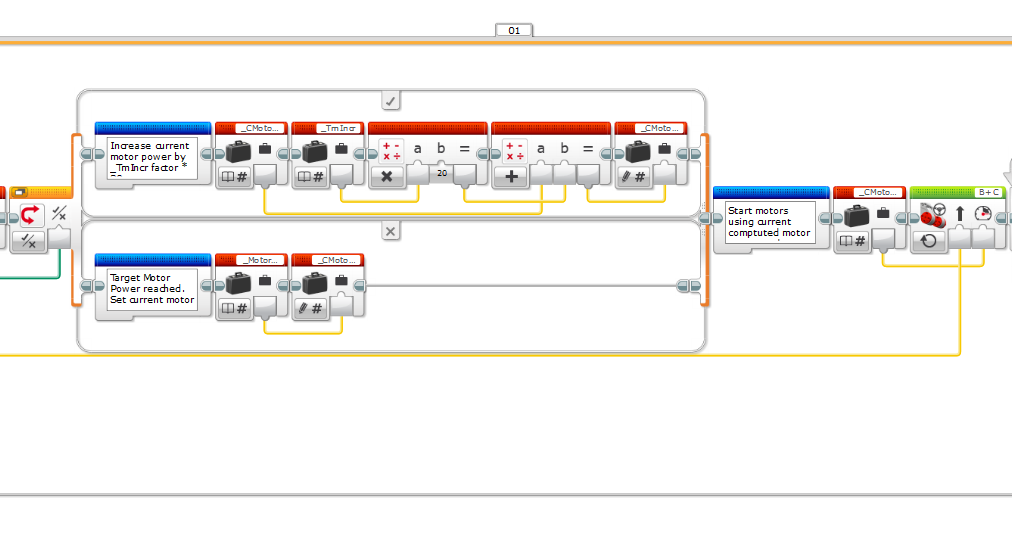 01
_CMoto...
_TmIncr
_CMoto...
Increase current
motor power by
_TmIncr factor *
a b =
20
a b =
#
#
#
B+C
_CMoto...
Start motors
using current
comptuted motor
#
_Motor...
_CMoto...
Target Motor
Power reached.
Set current motor
#
#